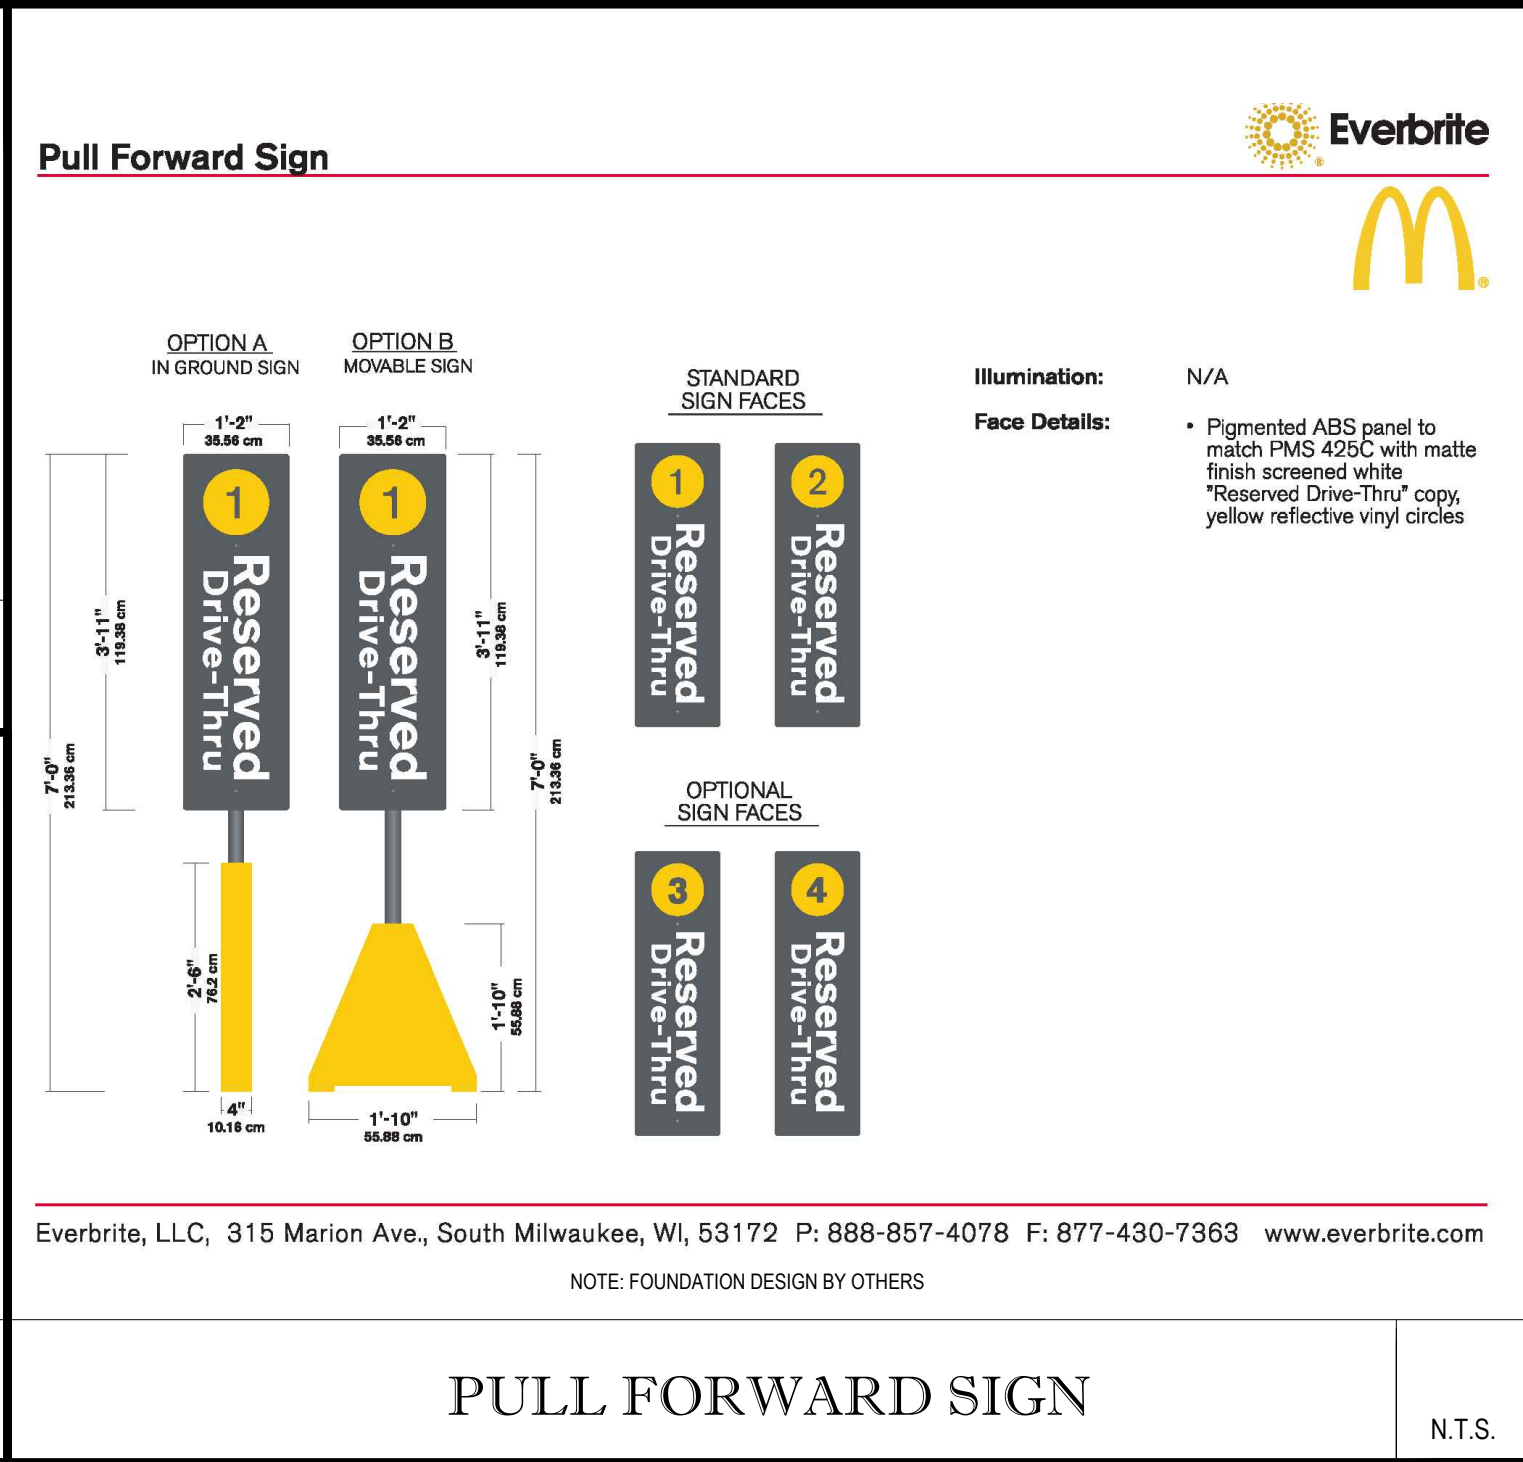 Pull Forward Sign
Everbrite
®
®
OPTION A
IN GROUND SIGN
OPTION B
MOVABLE SIGN
1'-2"
35.56 cm
1'-2"
35.56 cm
1
Reserved
Drive-Thru
1
Reserved
Drive-Thru
3'-11"
119.38 cm
7'-0"
213.36 cm
3'-11"
119.38 cm
7'-0"
213.36 cm
2'-6"
76.2 cm
1'-10"
55.88 cm
4"
10.16 cm
1'-10"
55.88 cm
STANDARD
SIGN FACES
1
Reserved
Drive-Thru
2
Reserved
Drive-Thru
OPTIONAL
SIGN FACES
3
Reserved
Drive-Thru
4
Reserved
Drive-Thru
Illumination: N/A
Face Details: • Pigmented ABS panel to
match PMS 425C with matte
finish screened white
"Reserved Drive-Thru" copy,
yellow reflective vinyl circles
Everbrite, LLC, 315 Marion Ave., South Milwaukee, WI, 53172 P: 888-857-4078 F: 877-430-7363 www.everbrite.com
NOTE: FOUNDATION DESIGN BY OTHERS
PULL FORWARD SIGN
N.T.S.